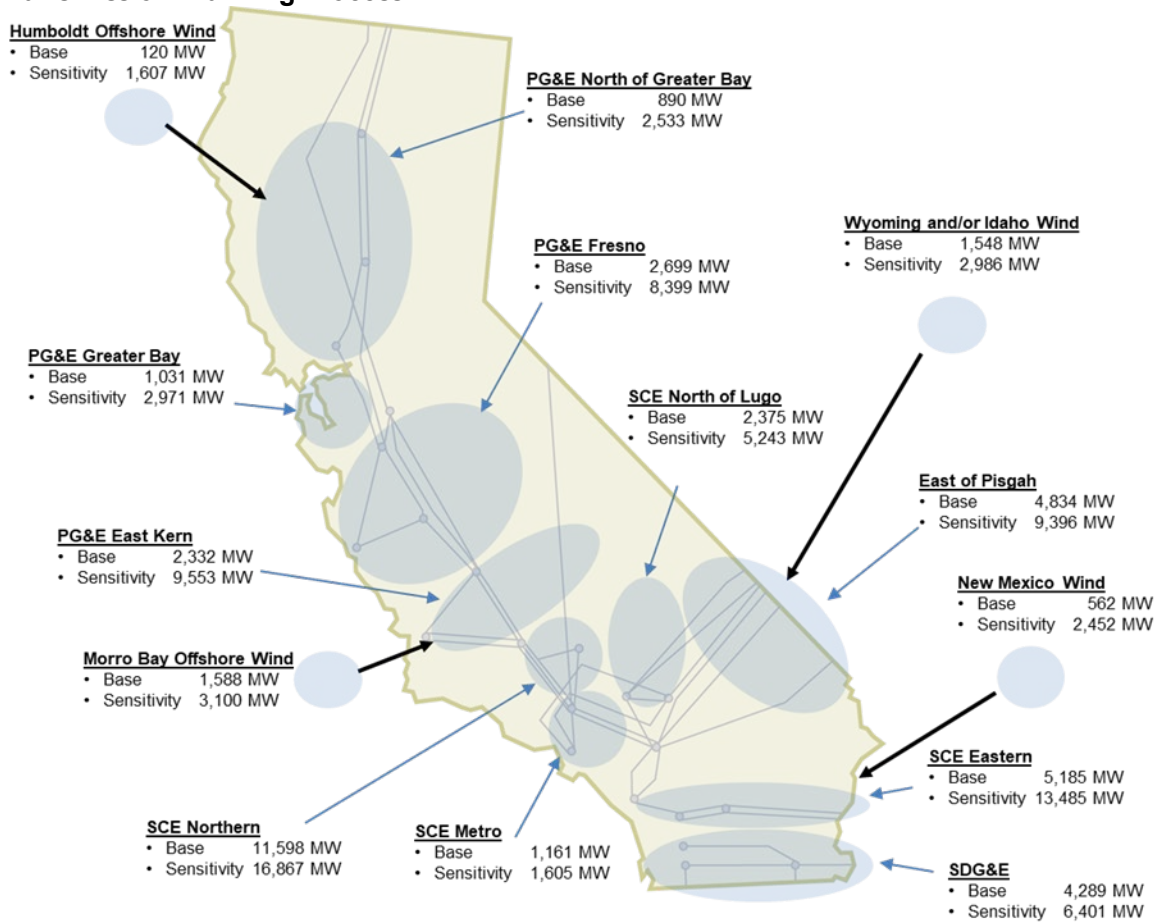 Humboldt Offshore Wind
• Base 120 MW
• Sensitivity 1,607 MW
PG&E North of Greater Bay
• Base 890 MW
• Sensitivity 2,533 MW
Wyoming and/or Idaho Wind
• Base 1,548 MW
• Sensitivity 2,986 MW
PG&E Fresno
• Base 2,699 MW
• Sensitivity 8,399 MW
PG&E Greater Bay
• Base 1,031 MW
• Sensitivity 2,971 MW
SCE North of Lugo
• Base 2,375 MW
• Sensitivity 5,243 MW
East of Pisgah
• Base 4,834 MW
• Sensitivity 9,396 MW
PG&E East Kern
• Base 2,332 MW
• Sensitivity 9,553 MW
New Mexico Wind
• Base 562 MW
• Sensitivity 2,452 MW
Morro Bay Offshore Wind
• Base 1,588 MW
• Sensitivity 3,100 MW
SCE Eastern
• Base 5,185 MW
• Sensitivity 13,485 MW
SCE Northern
• Base 11,598 MW
• Sensitivity 16,867 MW
SCE Metro
• Base 1,161 MW
• Sensitivity 1,605 MW
SDG&E
• Base 4,289 MW
• Sensitivity 6,401 MW